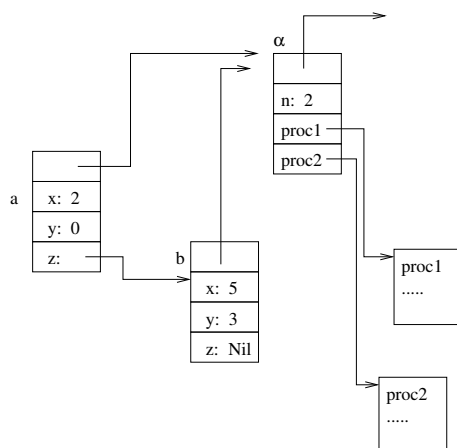 α
n: 2
proc1
proc2
a
x: 2
y: 0
z:
b
x: 5
y: 3
z: Nil
proc1
.....
proc2
.....